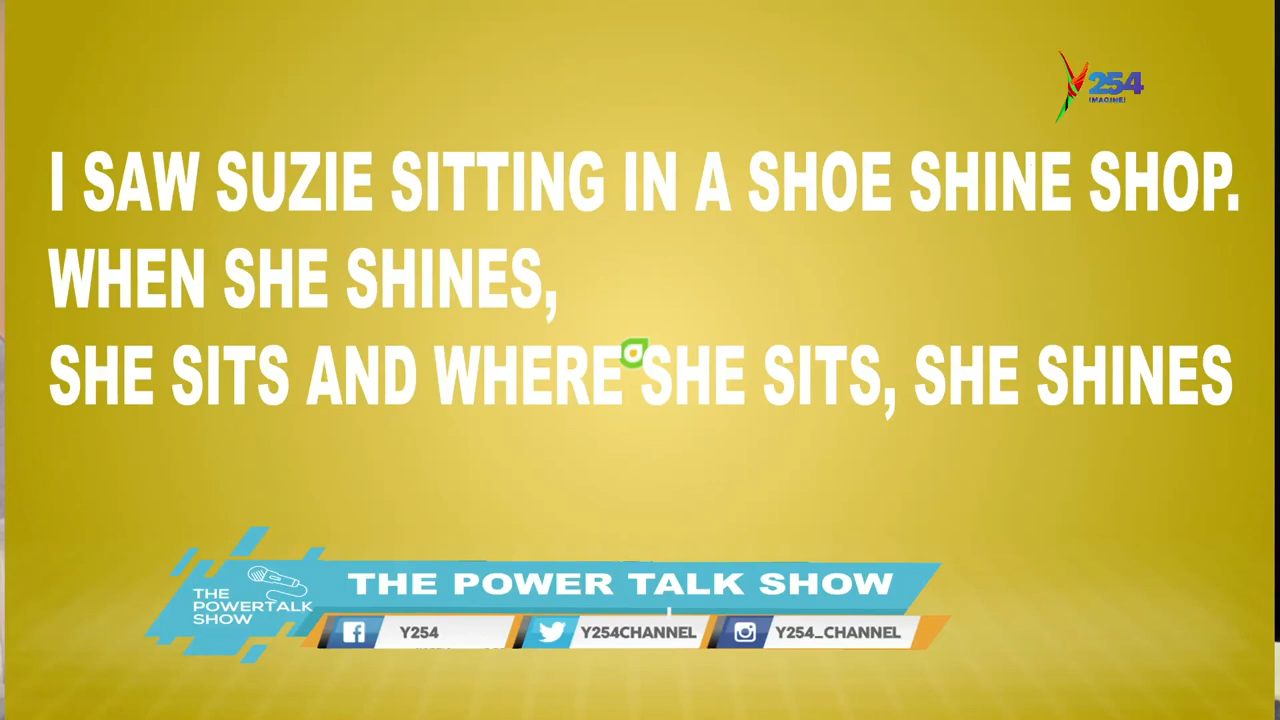 254
IMAGINE!
I SAW SUZIE SITTING IN A SHOE SHINE SHOP.
WHEN SHE SHINES,
SHE SITS AND WHERE SHE SITS, SHE SHINES
THE POWER TALK SHOW
THE
POWERTALK
SHOW
Y254
Y254CHANNEL
Y254_CHANNEL